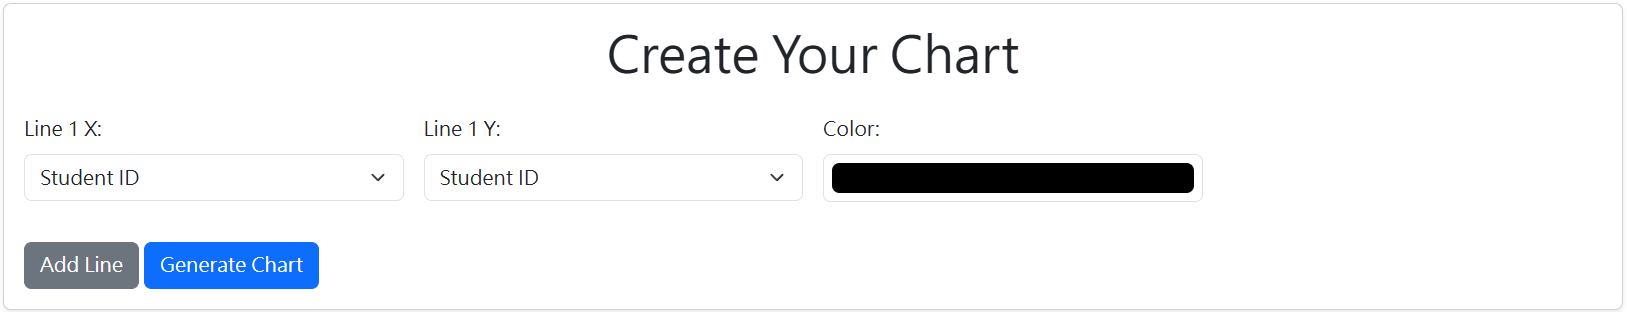 Create Your Chart
Line 1 X:
Line 1 Y:
Color:
Student ID
Student ID
Add Line
Generate Chart